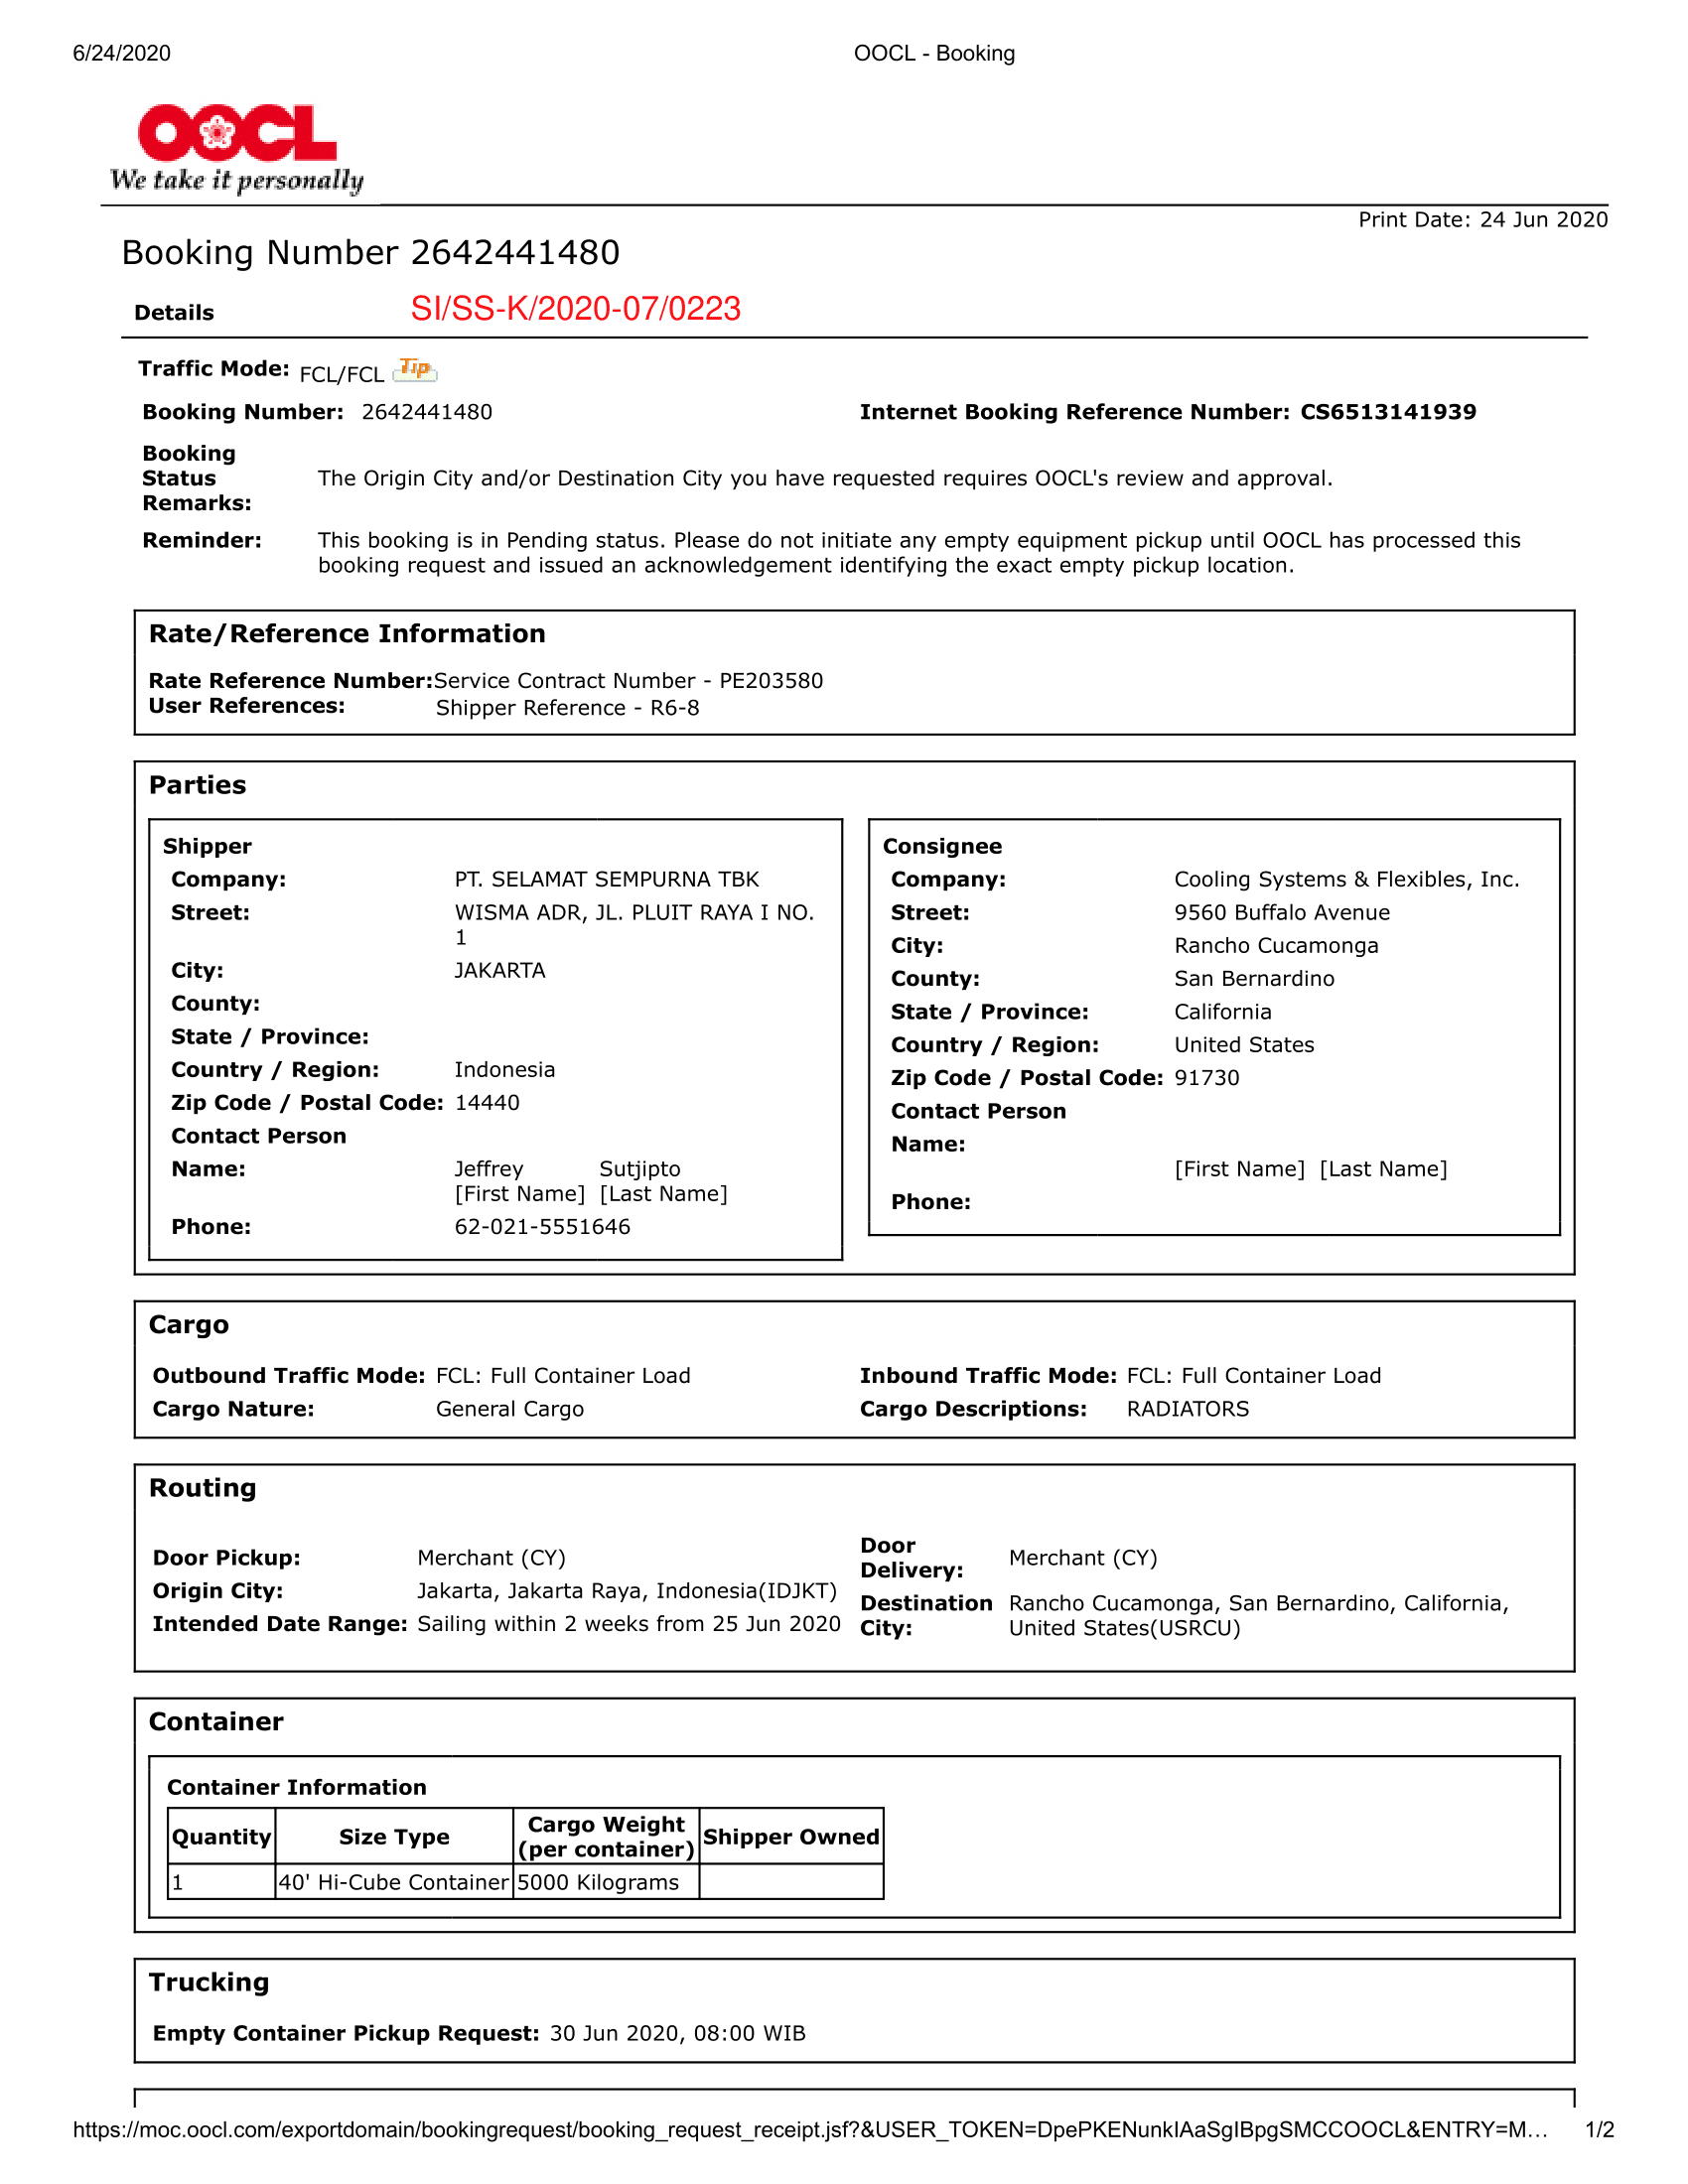 6/24/2020 OOCL - Booking
OOCL
We take it personally
Print Date: 24 Jun 2020
Booking Number 2642441480
Details SI/SS-K/2020-07/0223
Traffic Mode: FCL/FCL Tip
Booking Number: 2642441480 Internet Booking Reference Number: CS6513141939
Booking
Status
Remarks:
The Origin City and/or Destination City you have requested requires OOCL's review and approval.
Reminder: This booking is in Pending status. Please do not initiate any empty equipment pickup until OOCL has processed this
booking request and issued an acknowledgement identifying the exact empty pickup location.
Rate/Reference Information
Rate Reference Number:Service Contract Number - PE203580
User References: Shipper Reference - R6-8
Parties
Shipper
Company: PT. SELAMAT SEMPURNA TBK
Street: WISMA ADR, JL. PLUIT RAYA I NO.
1
City: JAKARTA
County:
State / Province:
Country / Region: Indonesia
Zip Code / Postal Code: 14440
Contact Person
Name: Jeffrey Sutjipto
[First Name] [Last Name]
Phone: 62-021-5551646
Consignee
Company: Cooling Systems & Flexibles, Inc.
Street: 9560 Buffalo Avenue
City: Rancho Cucamonga
County: San Bernardino
State / Province: California
Country / Region: United States
Zip Code / Postal Code: 91730
Contact Person
Name:
[First Name] [Last Name]
Phone:
Cargo
Outbound Traffic Mode: FCL: Full Container Load Inbound Traffic Mode: FCL: Full Container Load
Cargo Nature: General Cargo Cargo Descriptions: RADIATORS
Routing
Door Pickup: Merchant (CY)
Origin City: Jakarta, Jakarta Raya, Indonesia(IDJKT)
Intended Date Range: Sailing within 2 weeks from 25 Jun 2020
Door
Delivery: Merchant (CY)
Destination Rancho Cucamonga, San Bernardino, California,
City: United States(USRCU)
Container
Container Information
Quantity Size Type Cargo Weight
(per container) Shipper Owned
1 40' Hi-Cube Container 5000 Kilograms
Trucking
Empty Container Pickup Request: 30 Jun 2020, 08:00 WIB
https://moc.oocl.com/exportdomain/bookingrequest/booking_request_receipt.jsf?&USER_TOKEN=DpePKENunkIAaSgIBpgSMCCOOCL&ENTRY=M… 1/2